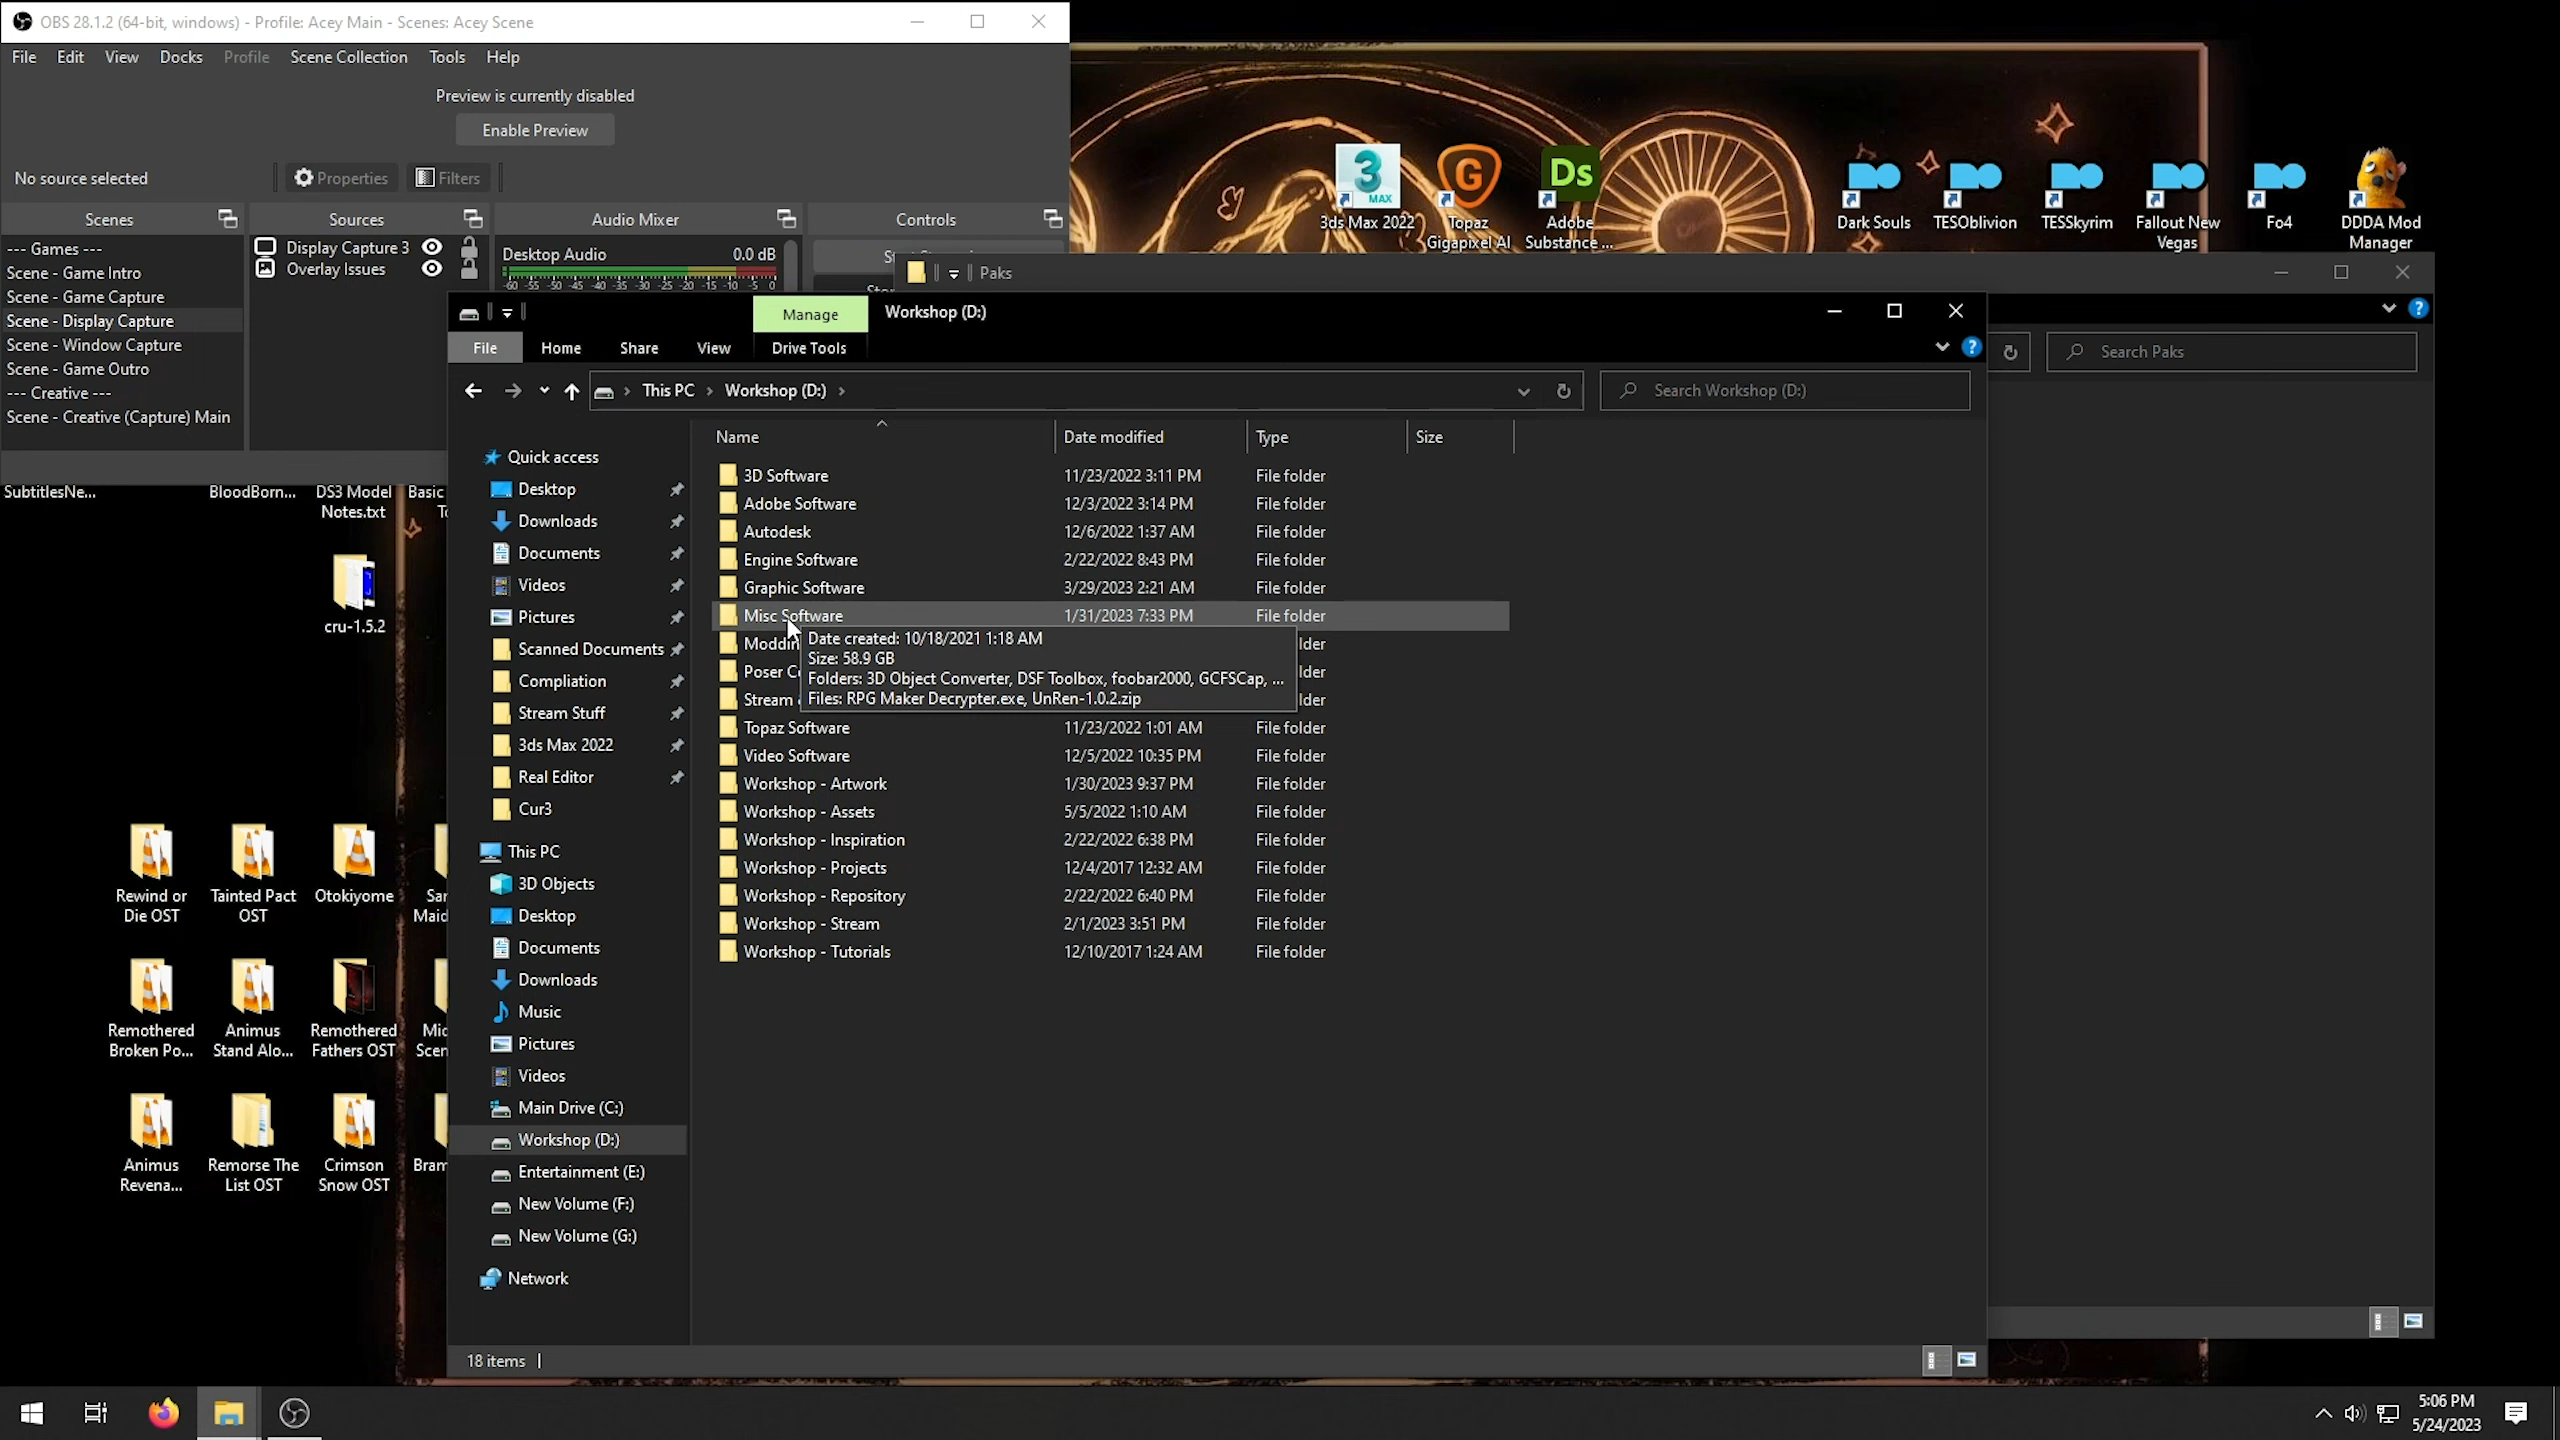 OBS 28.1.2 (64-bit, windows) - Profile: Acey Main - Scenes: Acey Scene
File Edit View Docks Profile Scene Collection Tools Help
Preview is currently disabled
Enable Preview
No source selected
Properties
Filters
Scenes
Sources
Audio Mixer
Controls
--- Games ---
Scene - Game Intro
Scene - Game Capture
Scene - Display Capture
Scene - Window Capture
Scene - Game Outro
--- Creative ---
Scene - Creative (Capture) Main
Display Capture 3
Overlay Issues
Desktop Audio
0.0 dB
-60 -55 -50 -45 -40 -35 -30 -25 -20 -15 -10 -5 0
3
MAX
3ds Max 2022
G
Topaz
Gigapixel AI
Ds
Adobe
Substance ...
Dark Souls
TESOblivion
TESSkyrim
Fallout New
Vegas
Fo4
DDDA Mod
Manager
Paks
Search Paks
Manage
Workshop (D:)
File
Home
Share
View
Drive Tools
This PC
Workshop (D:)
Search Workshop (D:)
Name
Date modified
Type
Size
Quick access
Desktop
Downloads
Documents
Videos
Pictures
Scanned Documents
Compliation
Stream Stuff
3ds Max 2022
Real Editor
Cur3
This PC
3D Objects
Desktop
Documents
Downloads
Music
Pictures
Videos
Main Drive (C:)
Workshop (D:)
Entertainment (E:)
New Volume (F:)
New Volume (G:)
Network
3D Software 11/23/2022 3:11 PM File folder
Adobe Software 12/3/2022 3:14 PM File folder
Autodesk 12/6/2022 1:37 AM File folder
Engine Software 2/22/2022 8:43 PM File folder
Graphic Software 3/29/2023 2:21 AM File folder
Misc Software 1/31/2023 7:33 PM File folder
Date created: 10/18/2021 1:18 AM
Size: 58.9 GB
Folders: 3D Object Converter, DSF Toolbox, foobar2000, GCFSCap, ...
Files: RPG Maker Decrypter.exe, UnRen-1.0.2.zip
Stream
Topaz Software 11/23/2022 1:01 AM File folder
Video Software 12/5/2022 10:35 PM File folder
Workshop - Artwork 1/30/2023 9:37 PM File folder
Workshop - Assets 5/5/2022 1:10 AM File folder
Workshop - Inspiration 2/22/2022 6:38 PM File folder
Workshop - Projects 12/4/2017 12:32 AM File folder
Workshop - Repository 2/22/2022 6:40 PM File folder
Workshop - Stream 2/1/2023 3:51 PM File folder
Workshop - Tutorials 12/10/2017 1:24 AM File folder
18 items
SubtitlesNe...
BloodBorn...
DS3 Model
Notes.txt
Basic
cru-1.5.2
Rewind or
Die OST
Tainted Pact
OST
Otokiyome
Remothered
Broken Po...
Animus
Stand Alo...
Remothered
Fathers OST
Animus
Revena...
Remorse The
List OST
Crimson
Snow OST
5:06 PM
5/24/2023